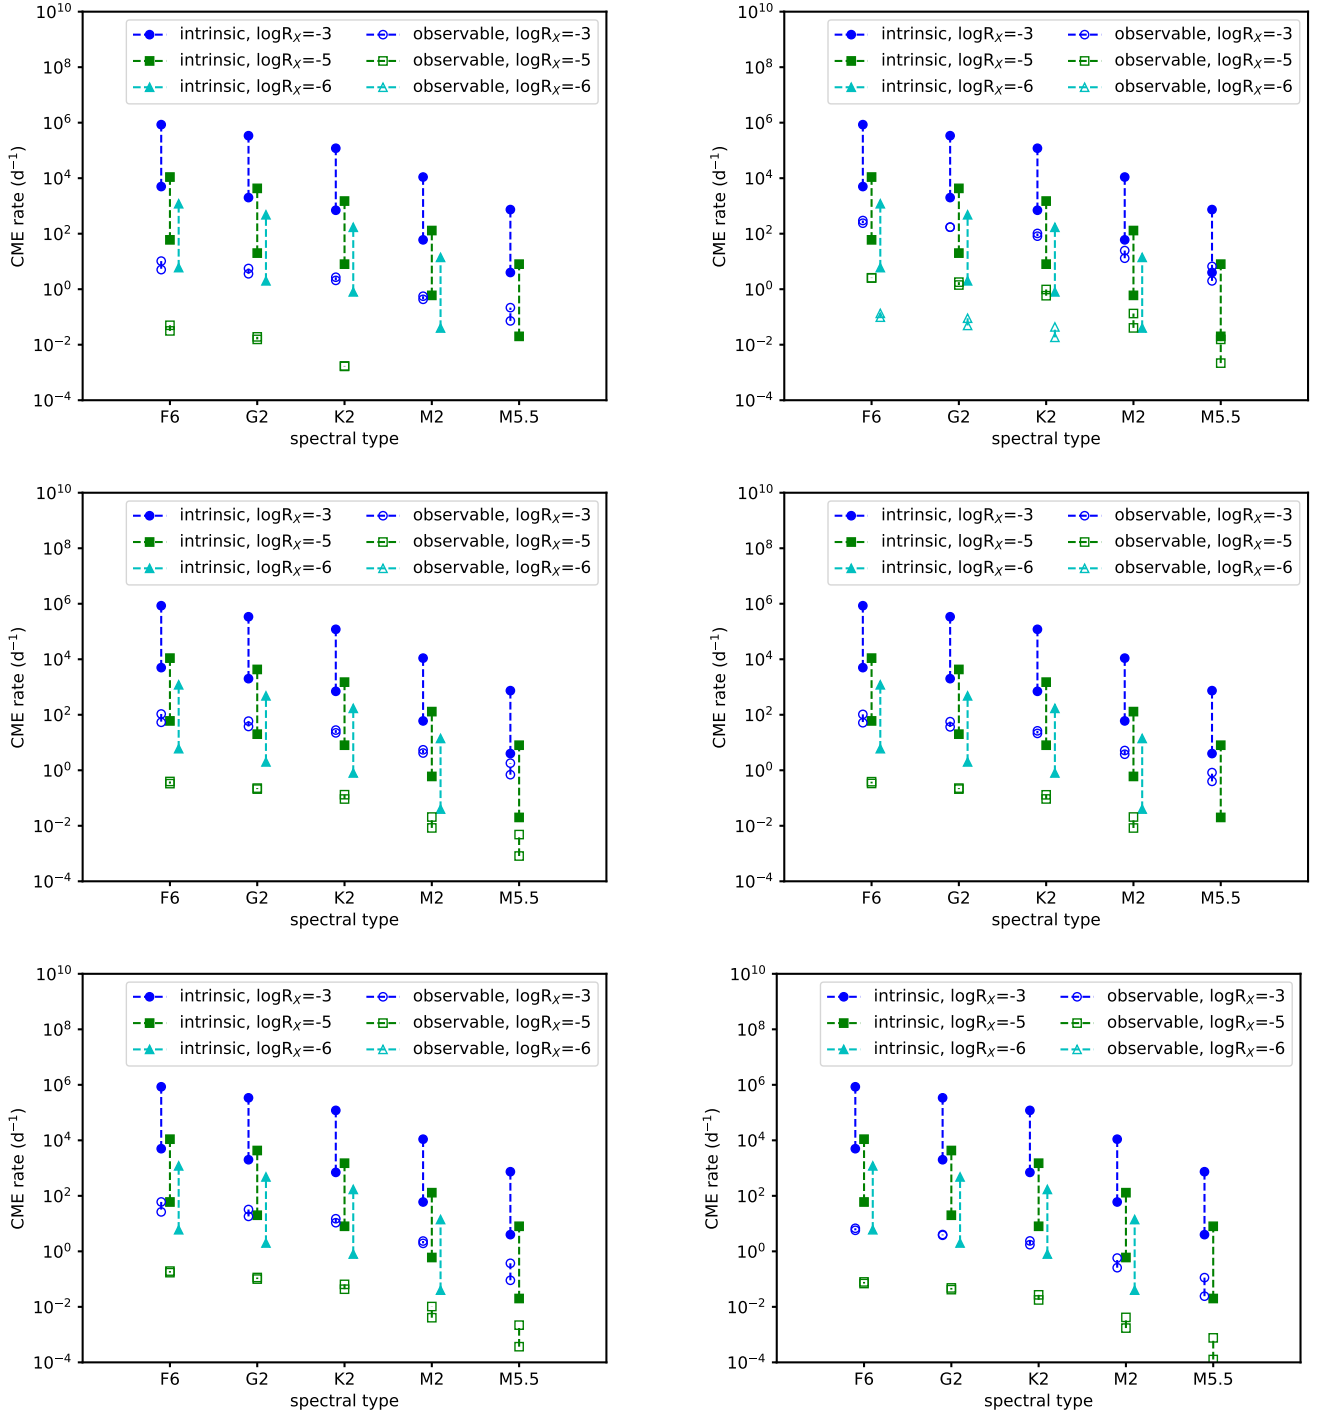 10^10
10^8
10^6
10^4
10^2
10^0
10^−2
10^−4
CME rate (d^−1)
intrinsic, logR_X=-3 observable, logR_X=-3
intrinsic, logR_X=-5 observable, logR_X=-5
intrinsic, logR_X=-6 observable, logR_X=-6
F6 G2 K2 M2 M5.5
spectral type
10^10
10^8
10^6
10^4
10^2
10^0
10^−2
10^−4
CME rate (d^−1)
intrinsic, logR_X=-3 observable, logR_X=-3
intrinsic, logR_X=-5 observable, logR_X=-5
intrinsic, logR_X=-6 observable, logR_X=-6
F6 G2 K2 M2 M5.5
spectral type
10^10
10^8
10^6
10^4
10^2
10^0
10^−2
10^−4
CME rate (d^−1)
intrinsic, logR_X=-3 observable, logR_X=-3
intrinsic, logR_X=-5 observable, logR_X=-5
intrinsic, logR_X=-6 observable, logR_X=-6
F6 G2 K2 M2 M5.5
spectral type
10^10
10^8
10^6
10^4
10^2
10^0
10^−2
10^−4
CME rate (d^−1)
intrinsic, logR_X=-3 observable, logR_X=-3
intrinsic, logR_X=-5 observable, logR_X=-5
intrinsic, logR_X=-6 observable, logR_X=-6
F6 G2 K2 M2 M5.5
spectral type
10^10
10^8
10^6
10^4
10^2
10^0
10^−2
10^−4
CME rate (d^−1)
intrinsic, logR_X=-3 observable, logR_X=-3
intrinsic, logR_X=-5 observable, logR_X=-5
intrinsic, logR_X=-6 observable, logR_X=-6
F6 G2 K2 M2 M5.5
spectral type
10^10
10^8
10^6
10^4
10^2
10^0
10^−2
10^−4
CME rate (d^−1)
intrinsic, logR_X=-3 observable, logR_X=-3
intrinsic, logR_X=-5 observable, logR_X=-5
intrinsic, logR_X=-6 observable, logR_X=-6
F6 G2 K2 M2 M5.5
spectral type